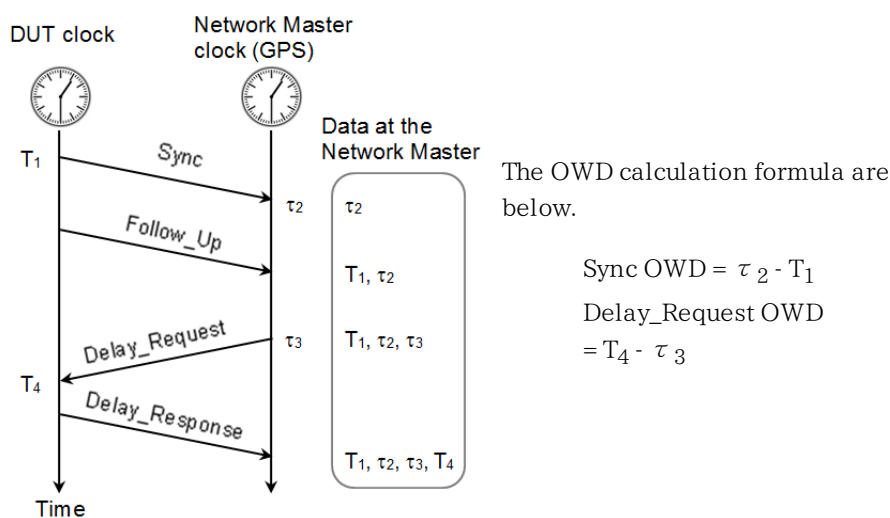 DUT clock
Network Master
clock (GPS)
Data at the
Network Master
T1
Sync
τ2
τ2
Follow_Up
T1, τ2
Delay_Request
τ3
T1, τ2, τ3
T4
Delay_Response
T1, τ2, τ3, T4
Time
The OWD calculation formula are
below.
Sync OWD = τ 2 - T1
Delay_Request OWD
= T4 - τ 3